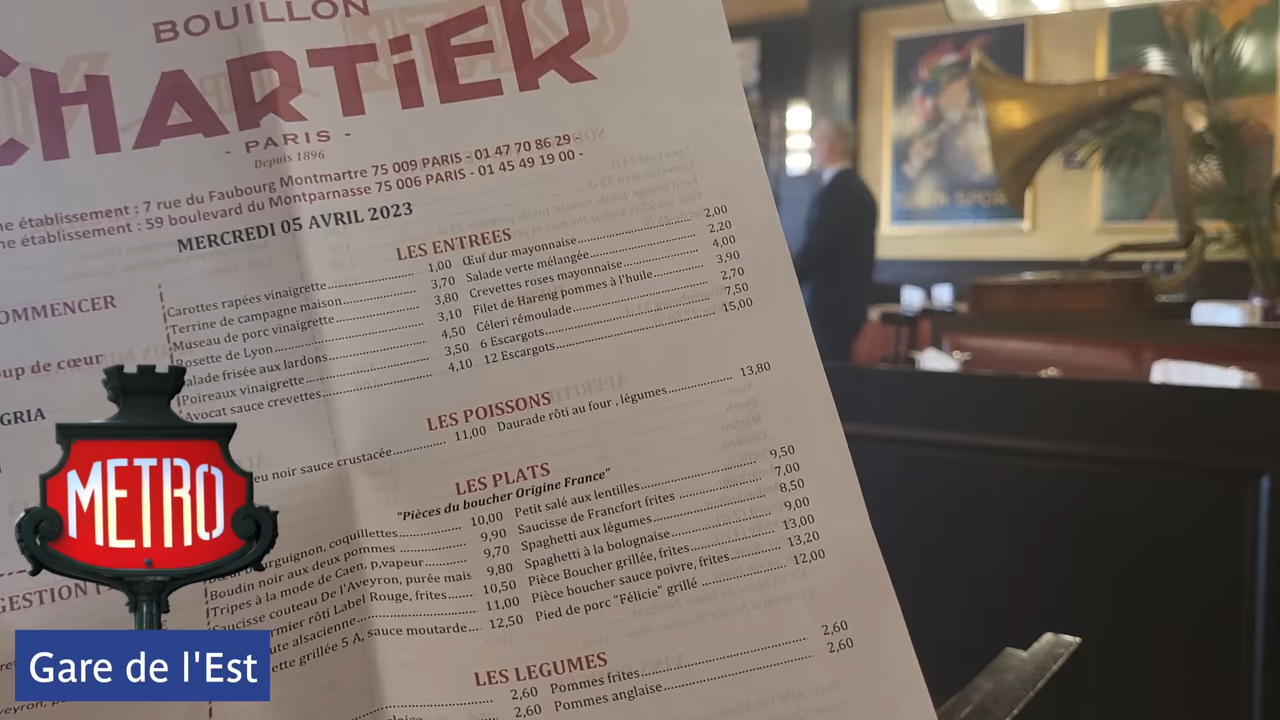 BOUILLON
CHARTiER
- PARIS -
Depuis 1896
ne établissement : 7 rue du Faubourg Montmartre 75 009 PARIS - 01 47 70 86 29 -
ne établissement : 59 boulevard du Montparnasse 75 006 PARIS - 01 45 49 19 00 -
MERCREDI 05 AVRIL 2023
LES ENTREES
Carottes rapées vinaigrette 1,00 Œuf dur mayonnaise 2,00
Terrine de campagne maison 3,70 Salade verte mélangée 2,20
Museau de porc vinaigrette 3,80 Crevettes roses mayonnaise 4,00
Rosette de Lyon 3,10 Filet de Hareng pommes à l'huile 3,90
alade frisée aux lardons 4,50 Céleri rémoulade 2,70
Poireaux vinaigrette 3,50 6 Escargots 7,50
Avocat sauce crevettes 4,10 12 Escargots 15,00
OMMENCER
oup de cœur
GRIA
LES POISSONS
eu noir sauce crustacée 11,00 Daurade rôti au four , légumes 13,80
LES PLATS
"Pièces du boucher Origine France"
urguignon, coquillettes 10,00 Petit salé aux lentilles 9,50
Boudin noir aux deux pommes 9,90 Saucisse de Francfort frites 7,00
Tripes à la mode de Caen, p,vapeur 9,70 Spaghetti aux légumes 8,50
Saucisse couteau De l'Aveyron, purée mais 9,80 Spaghetti à la bolognaise 9,00
rmier rôti Label Rouge, frites 10,50 Pièce Boucher grillée, frites 13,00
ute alsacienne 11,00 Pièce boucher sauce poivre, frites 13,20
ette grillée 5 A, sauce moutarde 12,50 Pied de porc "Félicie" grillé 12,00
GESTION
LES LEGUMES
2,60 Pommes frites 2,60
2,60 Pommes anglaise 2,60
METRO
Gare de l'Est